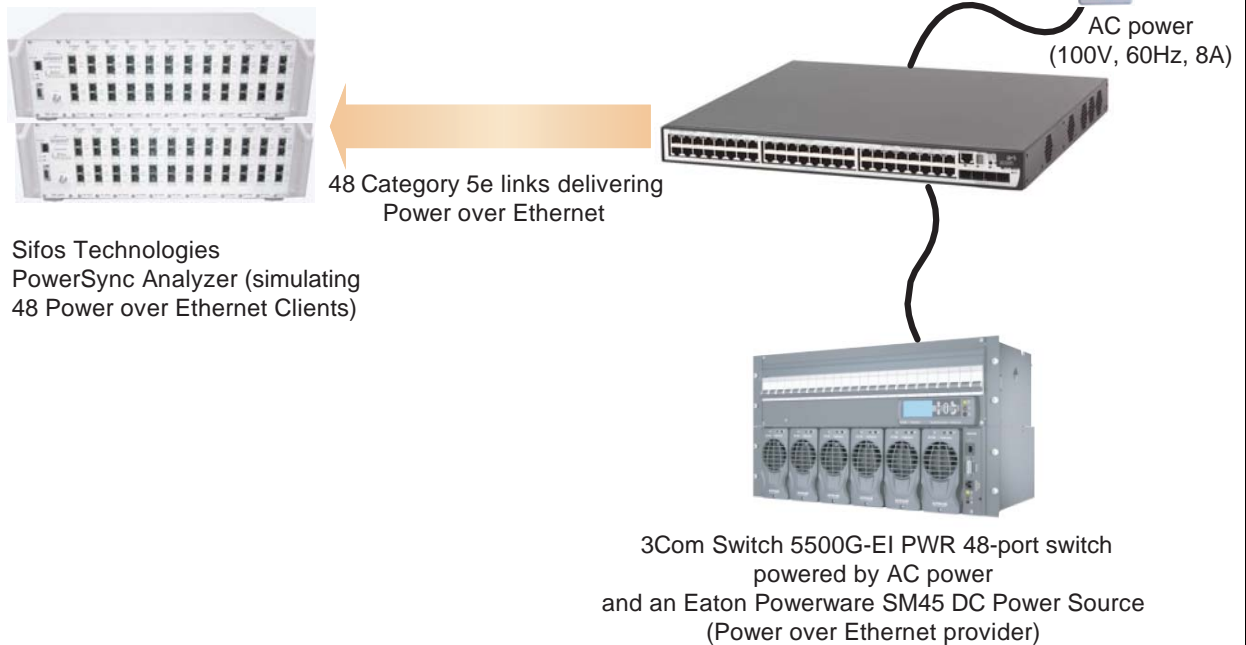 AC power
(100V, 60Hz, 8A)
48 Category 5e links delivering
Power over Ethernet
Sifos Technologies
PowerSync Analyzer (simulating
48 Power over Ethernet Clients)
3Com Switch 5500G-EI PWR 48-port switch
powered by AC power
and an Eaton Powerware SM45 DC Power Source
(Power over Ethernet provider)